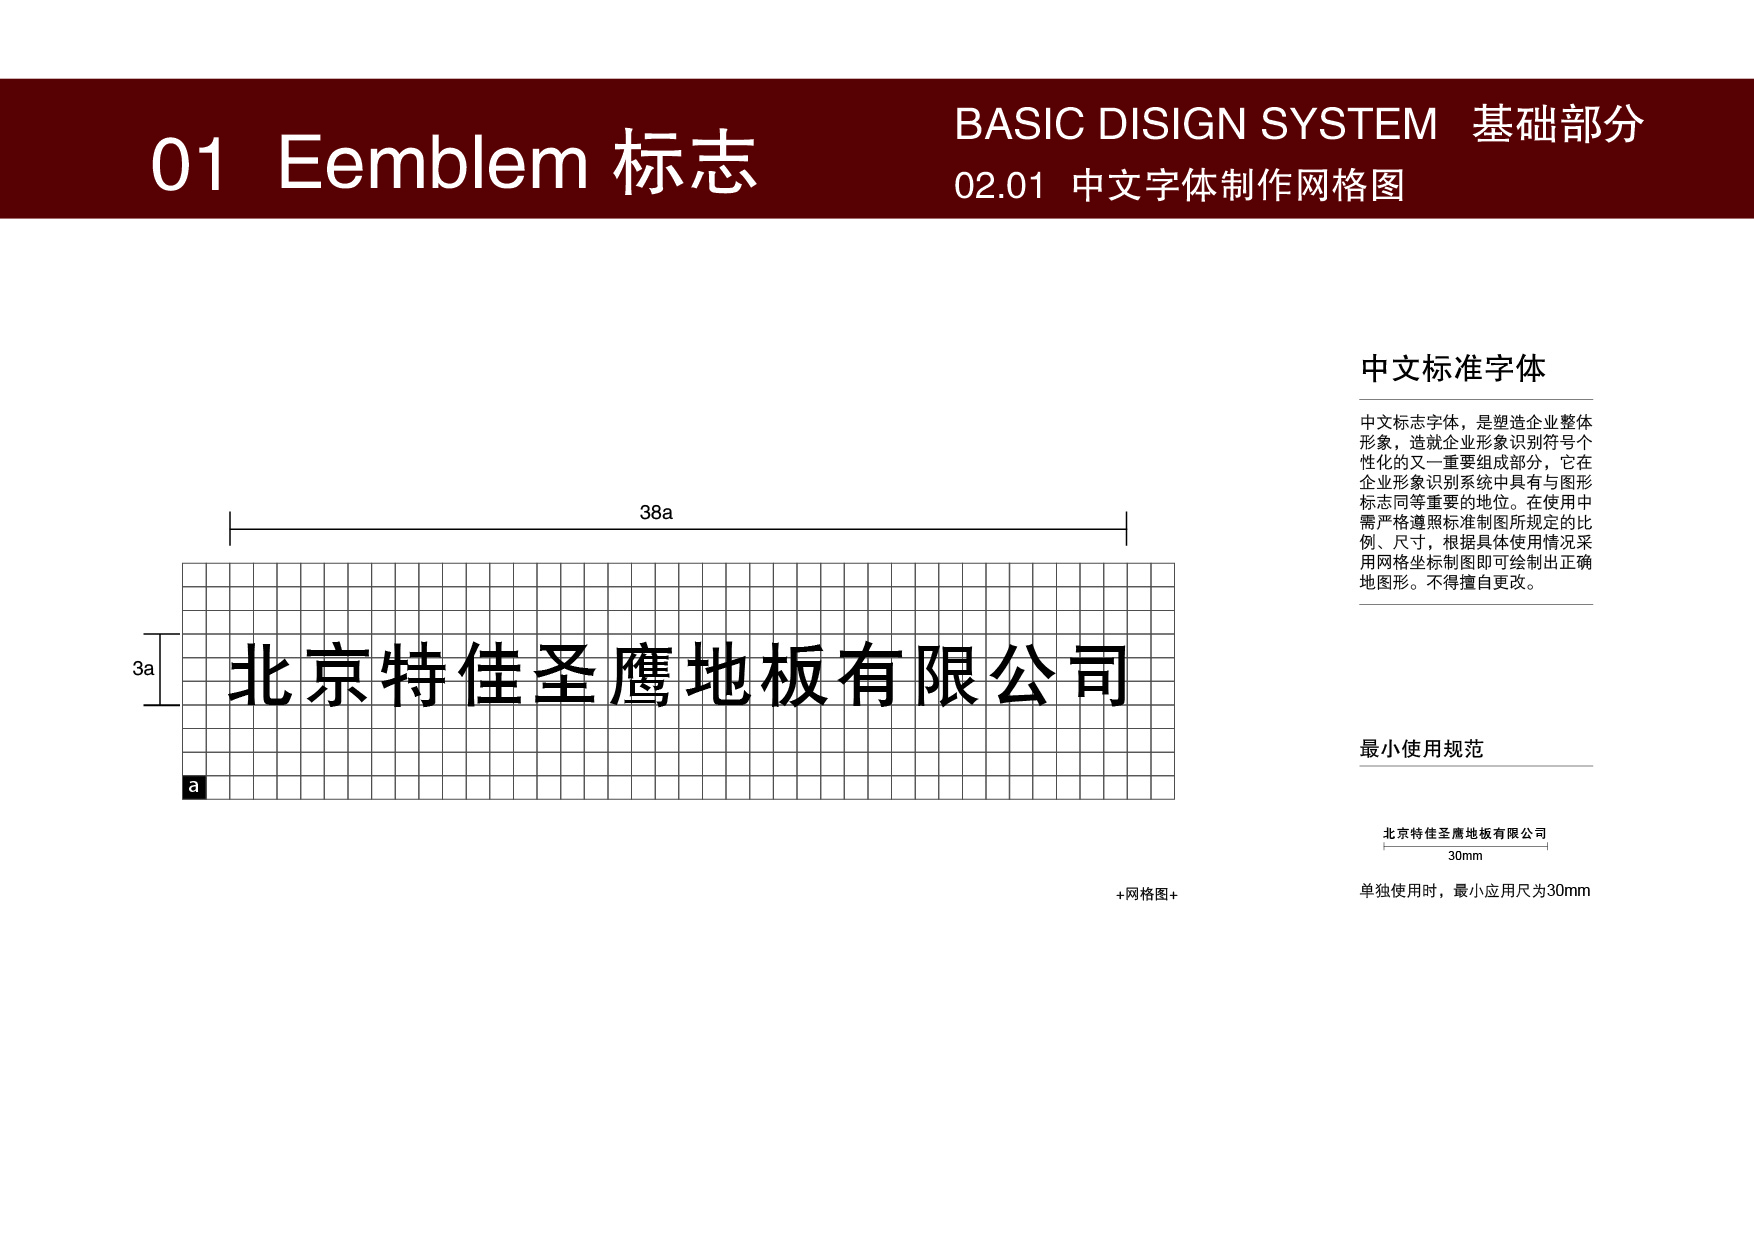 01 Eemblem 标志
BASIC DISIGN SYSTEM 基础部分
02.01 中文字体制作网格图
38a
3a
北京特佳圣鹰地板有限公司
a
+网格图+
中文标准字体
中文标志字体，是塑造企业整体
形象，造就企业形象识别符号个
性化的又一重要组成部分，它在
企业形象识别系统中具有与图形
标志同等重要的地位。在使用中
需严格遵照标准制图所规定的比
例、尺寸，根据具体使用情况采
用网格坐标制图即可绘制出正确
地图形。不得擅自更改。
最小使用规范
北京特佳圣鹰地板有限公司
30mm
单独使用时，最小应用尺为30mm